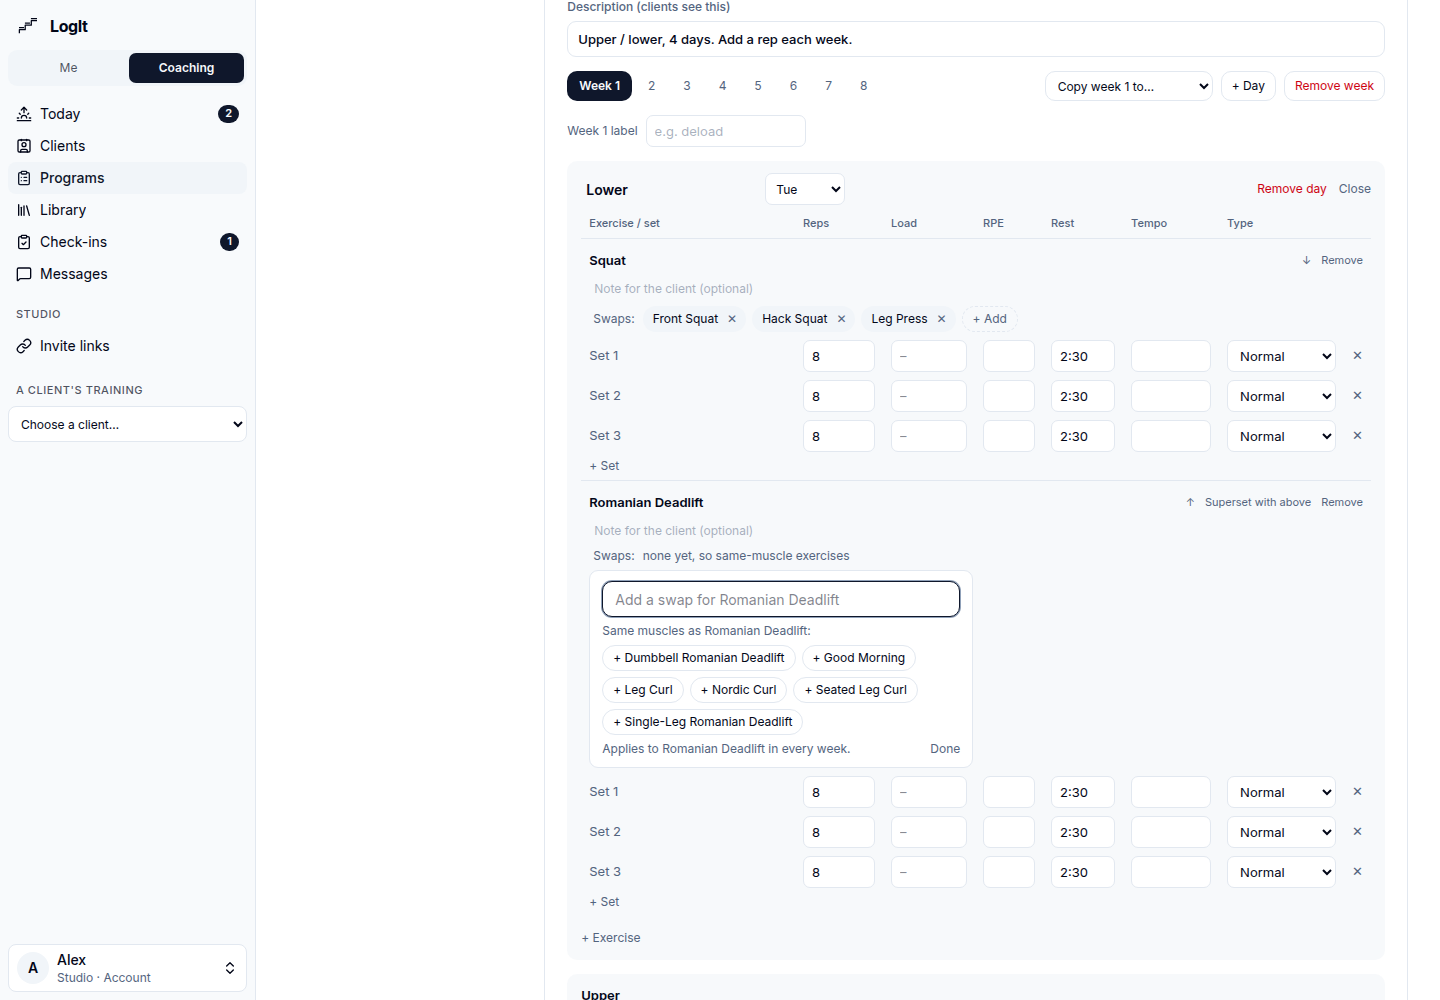 LogIt
Me
Coaching
Today
2
Clients
Programs
Library
Check-ins
1
Messages
STUDIO
Invite links
A CLIENT'S TRAINING
Choose a client...
Alex
Studio · Account
Description (clients see this)
Upper / lower, 4 days. Add a rep each week.
Week 1 2 3 4 5 6 7 8
Copy week 1 to... + Day Remove week
Week 1 label e.g. deload
Lower Tue Remove day Close
Exercise / set Reps Load RPE Rest Tempo Type
Squat ↓ Remove
Note for the client (optional)
Swaps: Front Squat ✕ Hack Squat ✕ Leg Press ✕ + Add
Set 1 8 – 2:30 Normal ✕
Set 2 8 – 2:30 Normal ✕
Set 3 8 – 2:30 Normal ✕
+ Set
Romanian Deadlift ↑ Superset with above Remove
Note for the client (optional)
Swaps: none yet, so same-muscle exercises
Add a swap for Romanian Deadlift
Same muscles as Romanian Deadlift:
+ Dumbbell Romanian Deadlift + Good Morning
+ Leg Curl + Nordic Curl + Seated Leg Curl
+ Single-Leg Romanian Deadlift
Applies to Romanian Deadlift in every week. Done
Set 1 8 – 2:30 Normal ✕
Set 2 8 – 2:30 Normal ✕
Set 3 8 – 2:30 Normal ✕
+ Set
+ Exercise
Upper